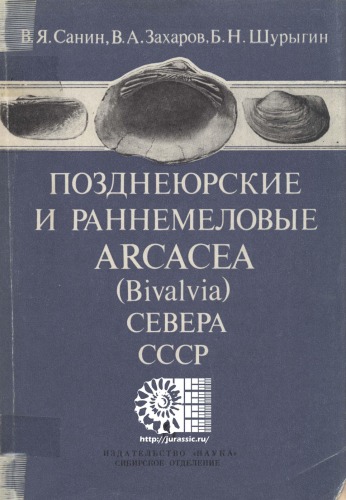 В. Я. Санин, В. А. Захаров, Б. Н. Шурыгин
ПОЗДНЕЮРСКИЕ
И РАННЕМЕЛОВЫЕ
ARCACEA
(Bivalvia)
СЕВЕРА
СССР
http://jurassic.ru/
ИЗДАТЕЛЬСТВО «НАУКА»
СИБИРСКОЕ ОТДЕЛЕНИЕ